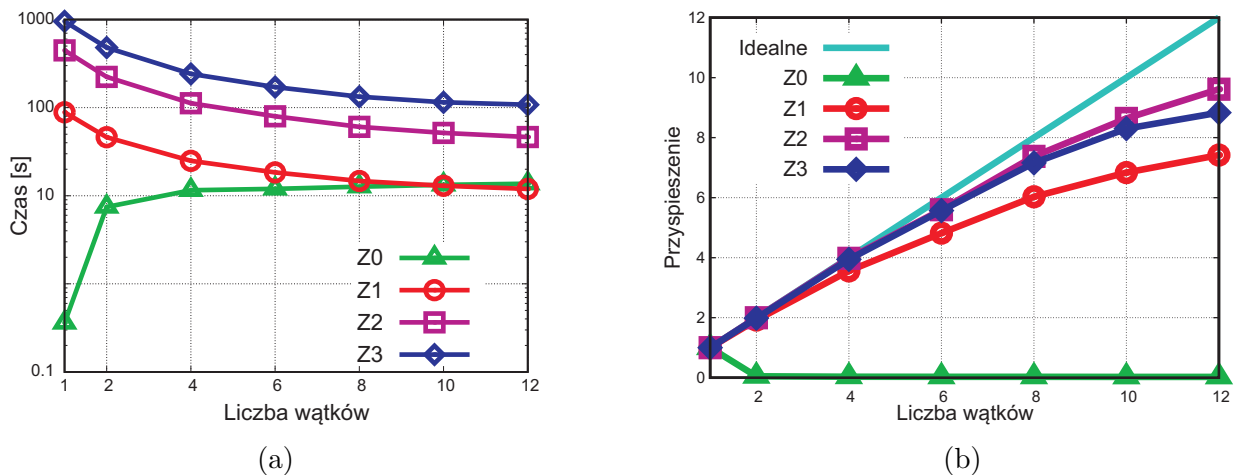 1000
100
10
1
0.1
Czas [s]
Z0
Z1
Z2
Z3
1 2 4 6 8 10 12
Liczba wątków
(a)
12
10
8
6
4
2
0
Przyspieszenie
Idealne
Z0
Z1
Z2
Z3
2 4 6 8 10 12
Liczba wątków
(b)